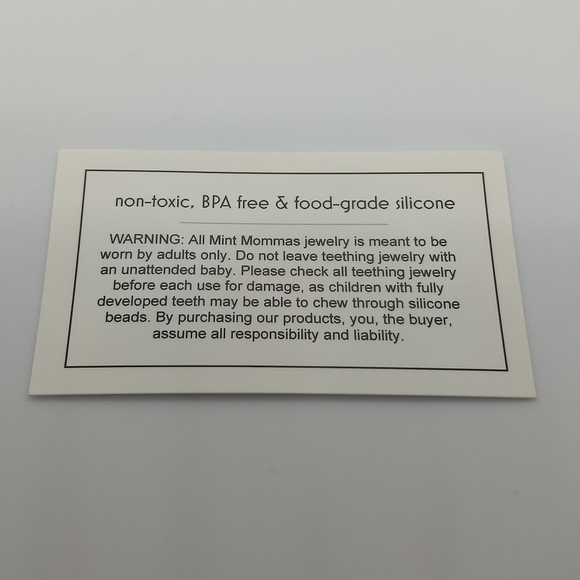 non-toxic, BPA free & food-grade silicone
WARNING: All Mint Mommas jewelry is meant to be
worn by adults only. Do not leave teething jewelry with
an unattended baby. Please check all teething jewelry
before each use for damage, as children with fully
developed teeth may be able to chew through silicone
beads. By purchasing our products, you, the buyer,
assume all responsibility and liability.